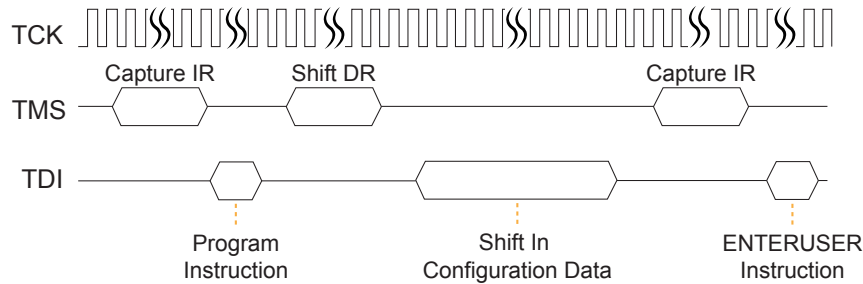 TCK
Capture IR
Shift DR
Capture IR
TMS
TDI
Program
Instruction
Shift In
Configuration Data
ENTERUSER
Instruction